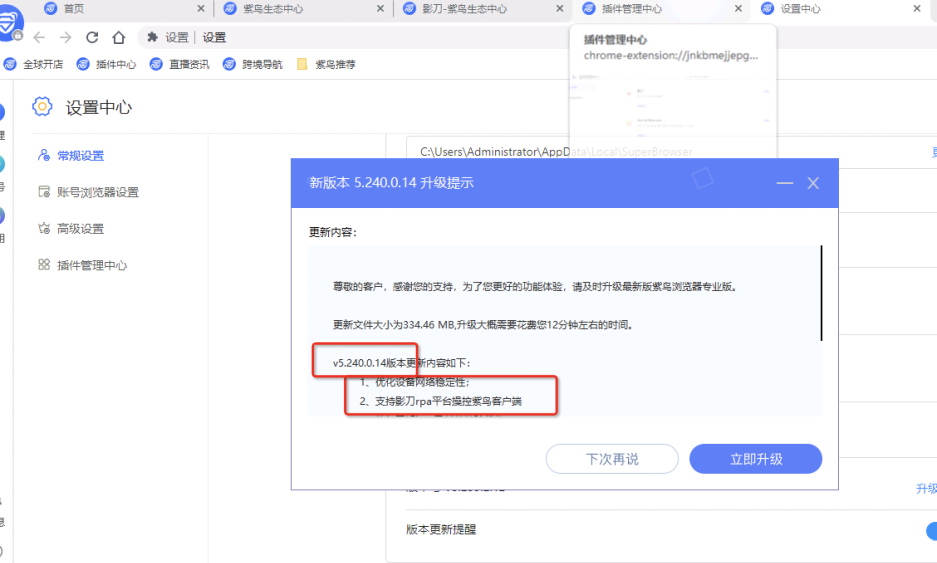 首页
紫鸟生态中心
影刀-紫鸟生态中心
插件管理中心
设置中心
设置 | 设置
插件管理中心
chrome-extension://jnkbmejjepg...
全球开店
插件中心
直播资讯
跨境导航
紫鸟推荐
设置中心
常规设置
账号浏览器设置
高级设置
插件管理中心
C:\Users\Administrator\AppData\Local\SuperBrowser
新版本 5.240.0.14 升级提示
更新内容：
尊敬的客户，感谢您的支持，为了您更好的功能体验，请及时升级最新版紫鸟浏览器专业版。
更新文件大小为334.46 MB,升级大概需要花费您12分钟左右的时间。
v5.240.0.14版本更新内容如下：
1、优化设备网络稳定性；
2、支持影刀rpa平台操控紫鸟客户端
下次再说
立即升级
升级
版本更新提醒